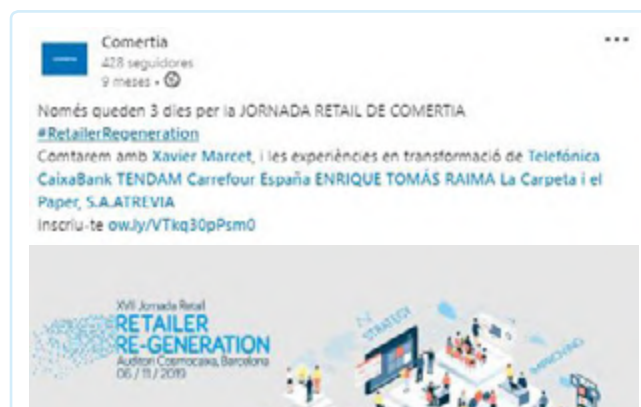 Comertia
428 seguidores
9 meses •
Només queden 3 dies per la JORNADA RETAIL DE COMERTIA
#RetailerRegeneration
Comtarem amb Xavier Marcet, i les experiències en transformació de Telefónica
CaixaBank TENDAM Carrefour España ENRIQUE TOMÁS RAIMA La Carpeta i el
Paper, S.A.ATREVIA
Inscriu-te ow.ly/VTkq30pPsm0
XVII Jornada Retail
RETAILER
RE-GENERATION
Auditori Cosmocaixa, Barcelona
06 / 11 / 2019
STRATEGY